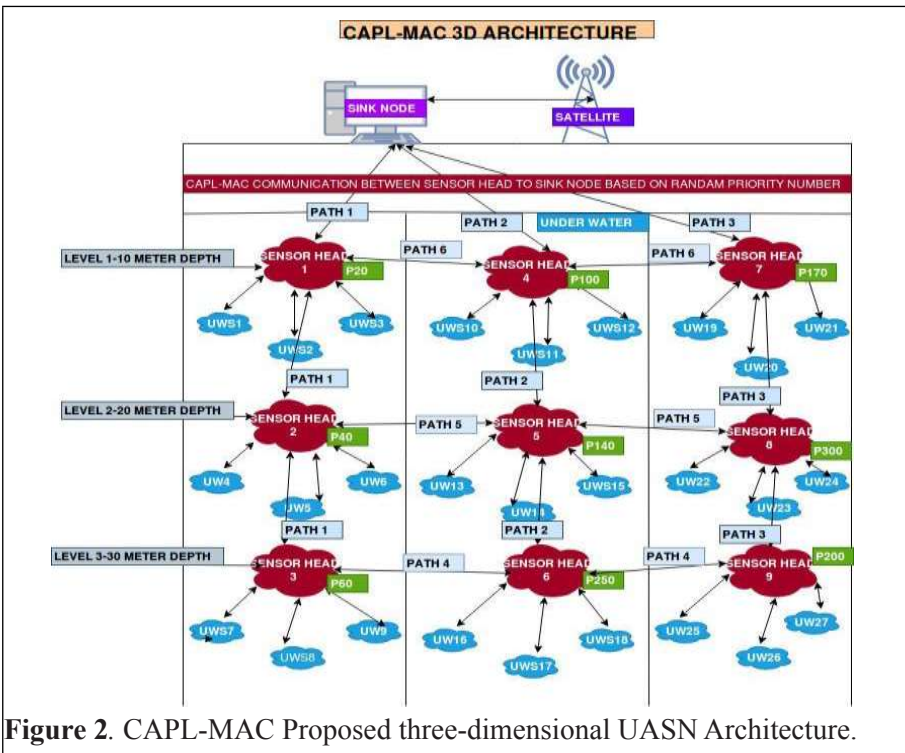 CAPL-MAC 3D ARCHITECTURE
SINK NODE
SATELLITE
CAPL-MAC COMMUNICATION BETWEEN SENSOR HEAD TO SINK NODE BASED ON RANDAM PRIORITY NUMBER
PATH 1
PATH 2
UNDER WATER
PATH 3
LEVEL 1-10 METER DEPTH
SENSOR HEAD
1
P20
PATH 6
SENSOR HEAD
4
P100
PATH 6
SENSOR HEAD
7
P170
UWS1
UWS2
UWS3
UWS10
UWS11
UWS12
UW19
UW20
UW21
PATH 1
PATH 2
PATH 3
LEVEL 2-20 METER DEPTH
SENSOR HEAD
2
P40
PATH 5
SENSOR HEAD
5
P140
PATH 5
SENSOR HEAD
8
P300
UW4
UW5
UW6
UW13
UW14
UWS15
UW22
UW23
UW24
PATH 1
PATH 2
PATH 3
LEVEL 3-30 METER DEPTH
SENSOR HEAD
3
P60
PATH 4
SENSOR HEAD
6
P250
PATH 4
SENSOR HEAD
9
P200
UWS7
UWS8
UW9
UW16
UWS17
UWS18
UW25
UW26
UW27
Figure 2. CAPL-MAC Proposed three-dimensional UASN Architecture.